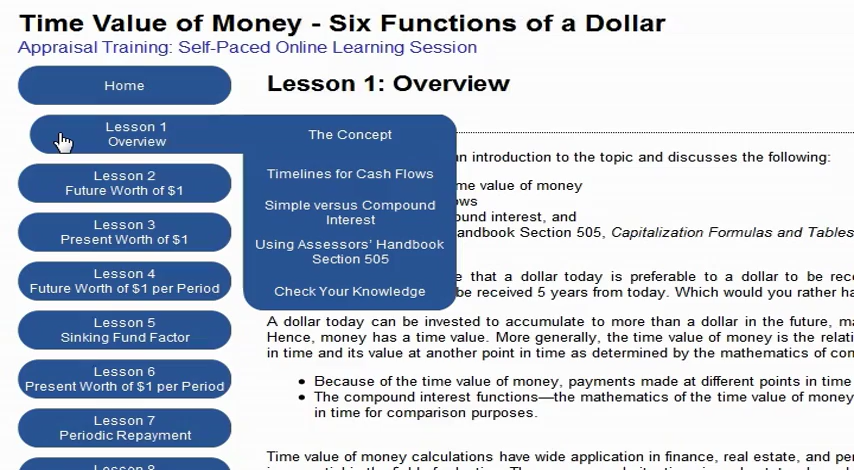 Time Value of Money - Six Functions of a Dollar
Appraisal Training: Self-Paced Online Learning Session
Home
Lesson 1
Overview
Lesson 2
Future Worth of $1
Lesson 3
Present Worth of $1
Lesson 4
Future Worth of $1 per Period
Lesson 5
Sinking Fund Factor
Lesson 6
Present Worth of $1 per Period
Lesson 7
Periodic Repayment
Lesson 8
The Concept
Timelines for Cash Flows
Simple versus Compound
Interest
Using Assessors' Handbook
Section 505
Check Your Knowledge
Lesson 1: Overview
introduction to the topic and discusses the following:
me value of money
ows
ound interest, and
andbook Section 505, Capitalization Formulas and Tables
that a dollar today is preferable to a dollar to be rec
be received 5 years from today. Which would you rather ha
A dollar today can be invested to accumulate to more than a dollar in the future, ma
Hence, money has a time value. More generally, the time value of money is the relati
in time and its value at another point in time as determined by the mathematics of com
• Because of the time value of money, payments made at different points in time
• The compound interest functions—the mathematics of the time value of money
in time for comparison purposes.
Time value of money calculations have wide application in finance, real estate, and per